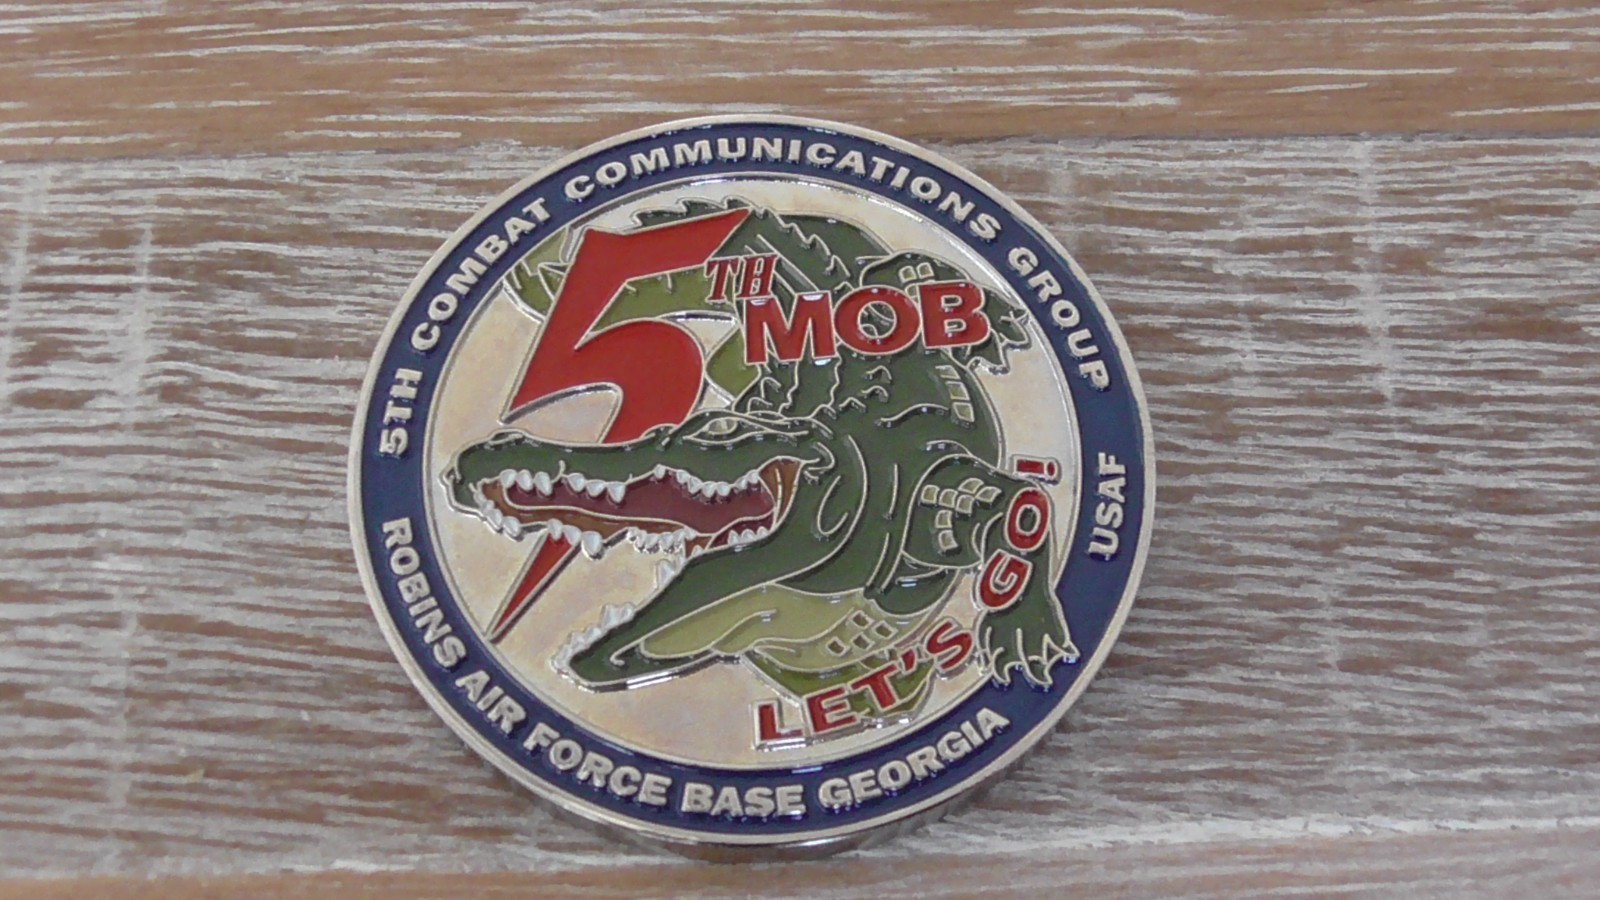 5TH COMBAT COMMUNICATIONS GROUP
USAF
ROBINS AIR FORCE BASE GEORGIA
5TH MOB
LET'S GO!